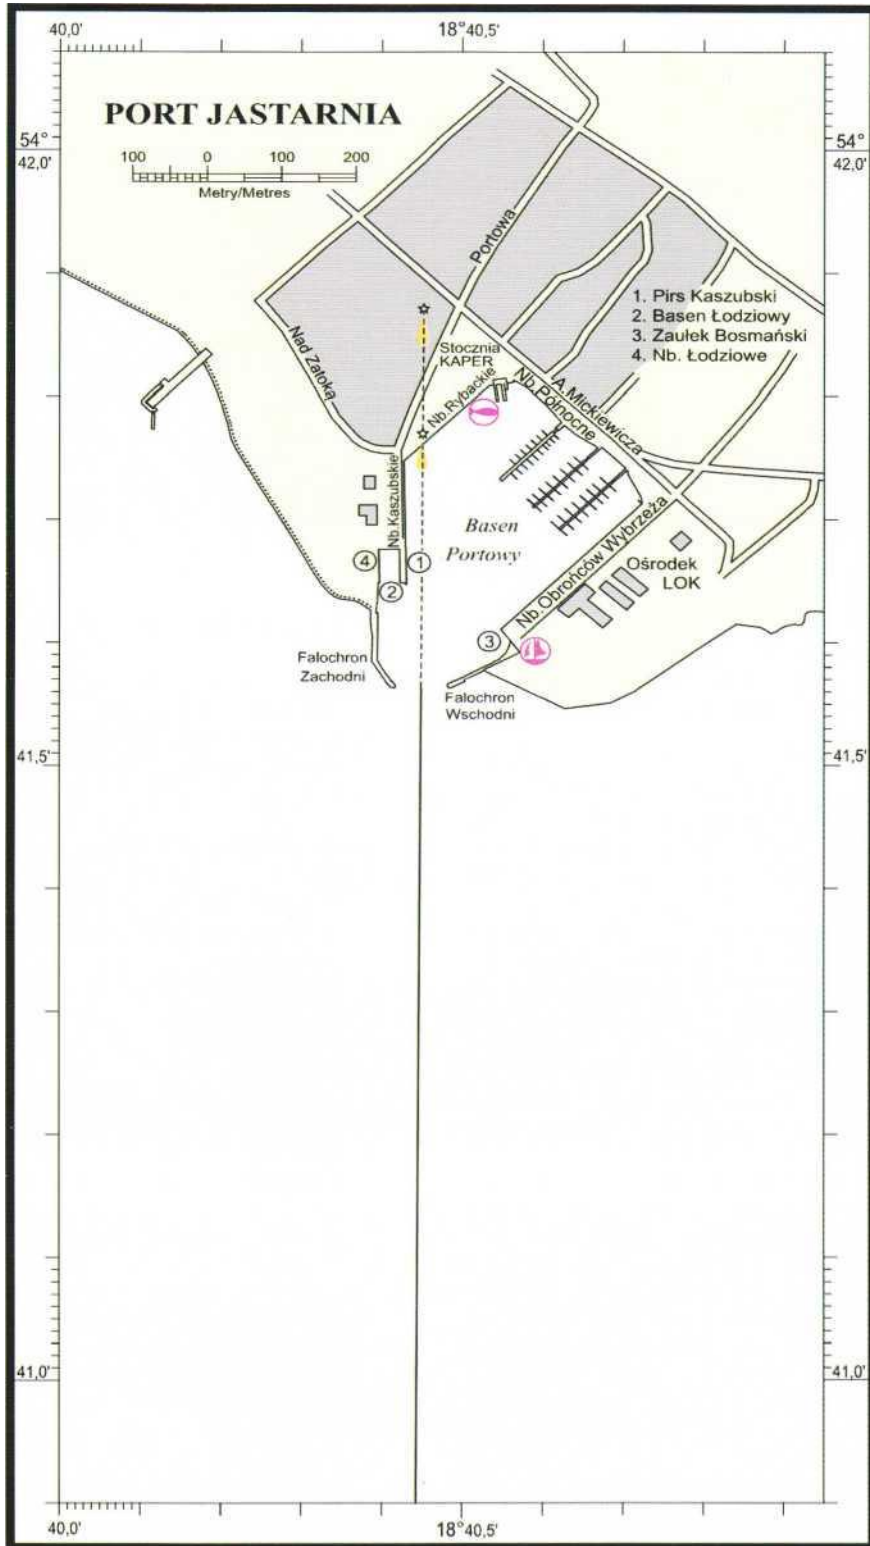 40,0'
18°40,5'
PORT JASTARNIA
54°
42,0'
54°
42,0'
100 0 100 200
Metry/Metres
Portowa
1. Pirs Kaszubski
2. Basen Łodziowy
3. Zaułek Bosmański
4. Nb. Łodziowe
Nad Zatoką
Stocznia
KAPER
Nb. Rybackie
Nb. Północne
A. Mickiewicza
Nb. Kaszubskie
Basen
Portowy
Nb. Obrońców Wybrzeża
Ośrodek
LOK
4
1
2
3
Falochron
Zachodni
Falochron
Wschodni
41,5'
41,5'
41,0'
41,0'
40,0'
18°40,5'